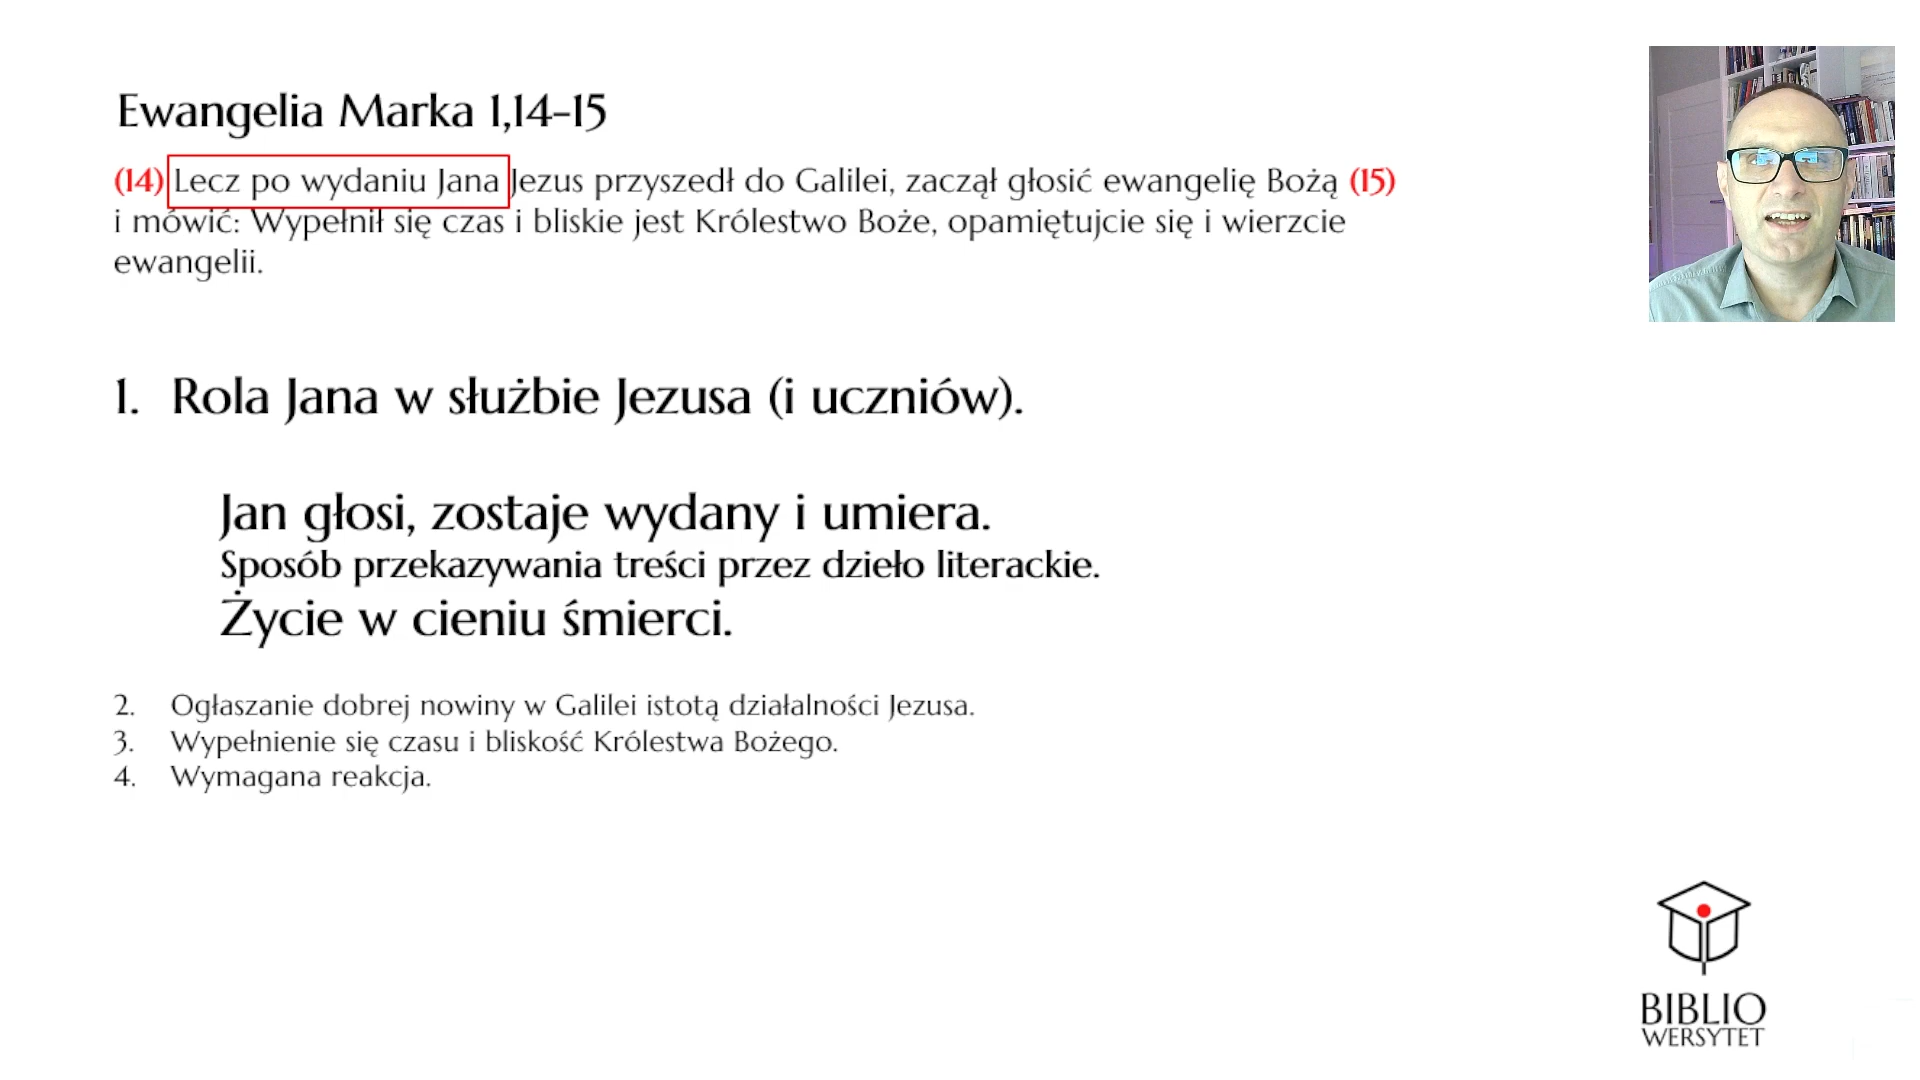 Ewangelia Marka 1,14-15
(14) Lecz po wydaniu Jana Jezus przyszedł do Galilei, zaczął głosić ewangelię Bożą (15)
i mówić: Wypełnił się czas i bliskie jest Królestwo Boże, opamiętujcie się i wierzcie
ewangelii.
1. Rola Jana w służbie Jezusa (i uczniów).
Jan głosi, zostaje wydany i umiera.
Sposób przekazywania treści przez dzieło literackie.
Życie w cieniu śmierci.
2. Ogłaszanie dobrej nowiny w Galilei istotą działalności Jezusa.
3. Wypełnienie się czasu i bliskość Królestwa Bożego.
4. Wymagana reakcja.
BIBLIO
WERSYTET